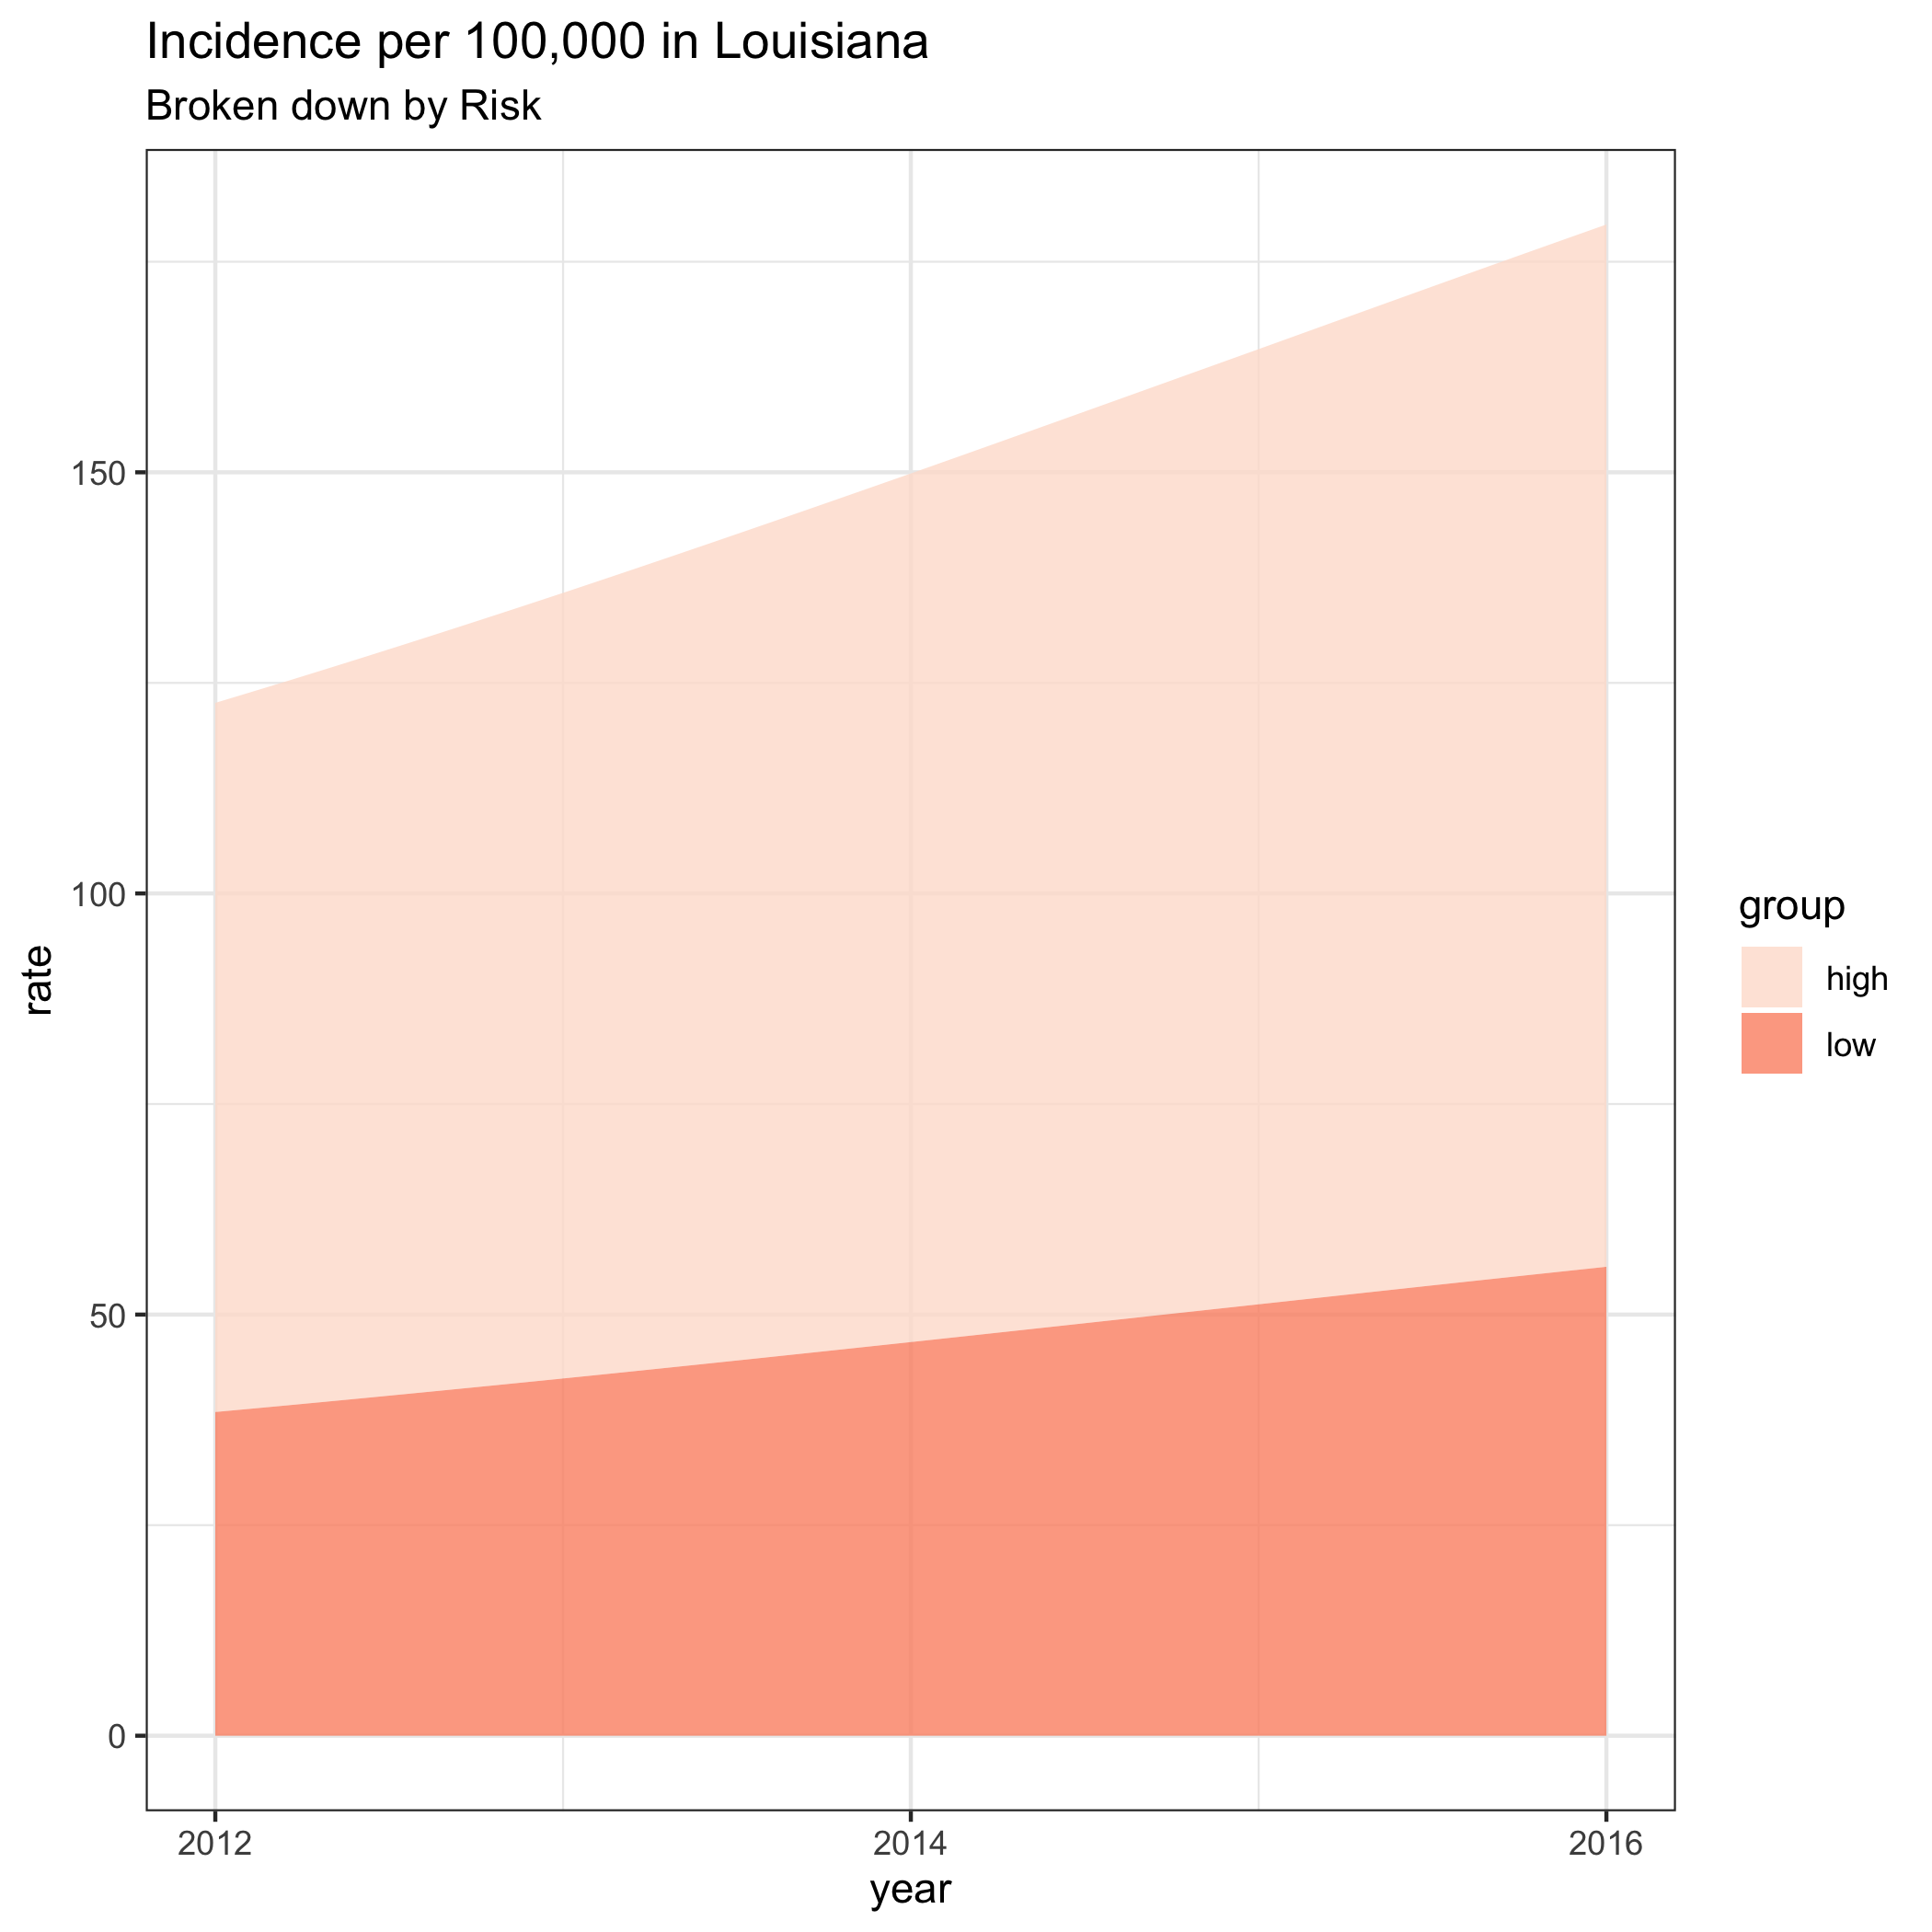 Incidence per 100,000 in Louisiana
Broken down by Risk
150
100
50
0
rate
2012
2014
2016
year
group
high
low